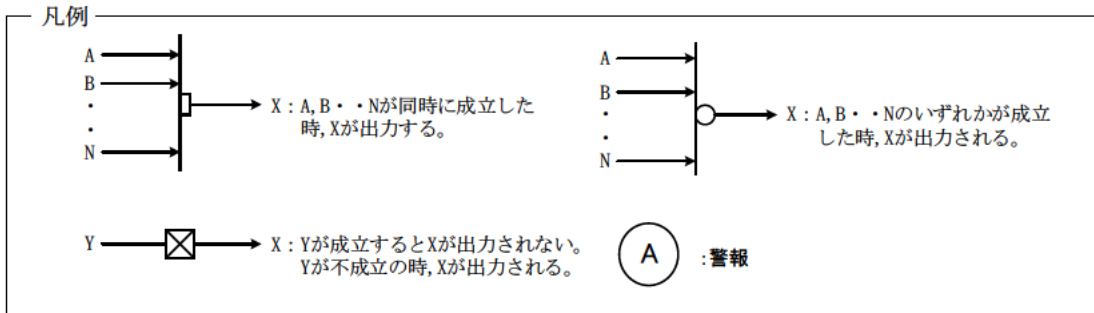 凡例
A
B
・
・
N
X：A,B・・Nが同時に成立した
時,Xが出力する。
A
B
・
・
N
X：A,B・・Nのいずれかが成立
した時,Xが出力される。
Y
X：Yが成立するとXが出力されない。
Yが不成立の時,Xが出力される。
A
：警報